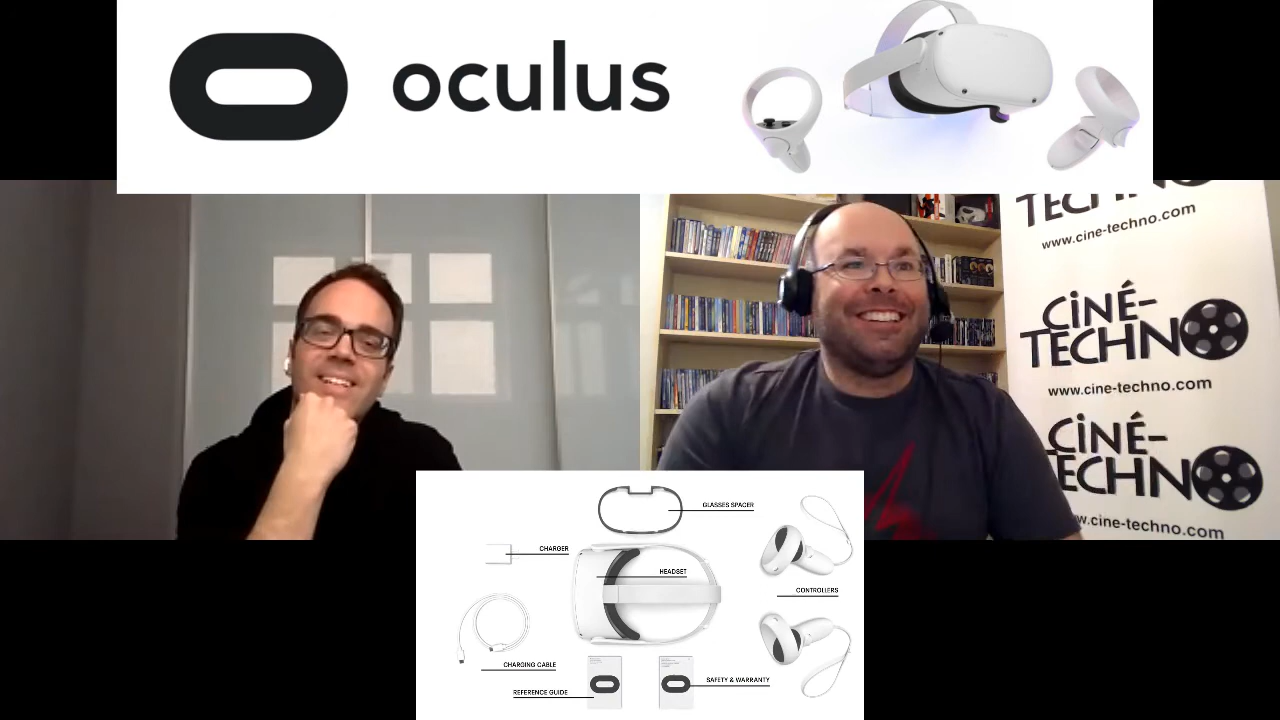 oculus
TECHNO
www.cine-techno.com
CiNÉ-
TECHNO
www.cine-techno.com
CiNÉ-
TECHNO
www.cine-techno.com
GLASSES SPACER
CHARGER
HEADSET
CONTROLLERS
CHARGING CABLE
SAFETY & WARRANTY
REFERENCE GUIDE